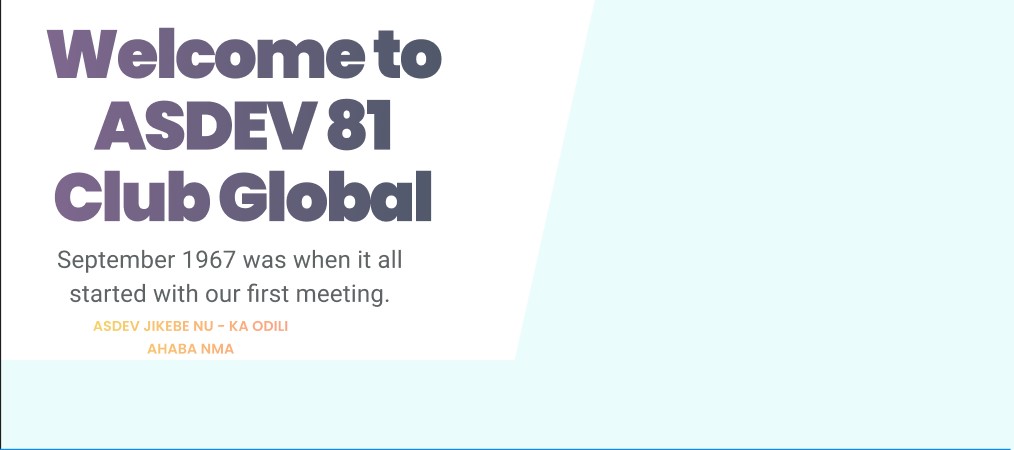 Welcome to
ASDEV 81
Club Global
September 1967 was when it all
started with our first meeting.
ASDEV JIKEBE NU - KA ODILI
AHABA NMA